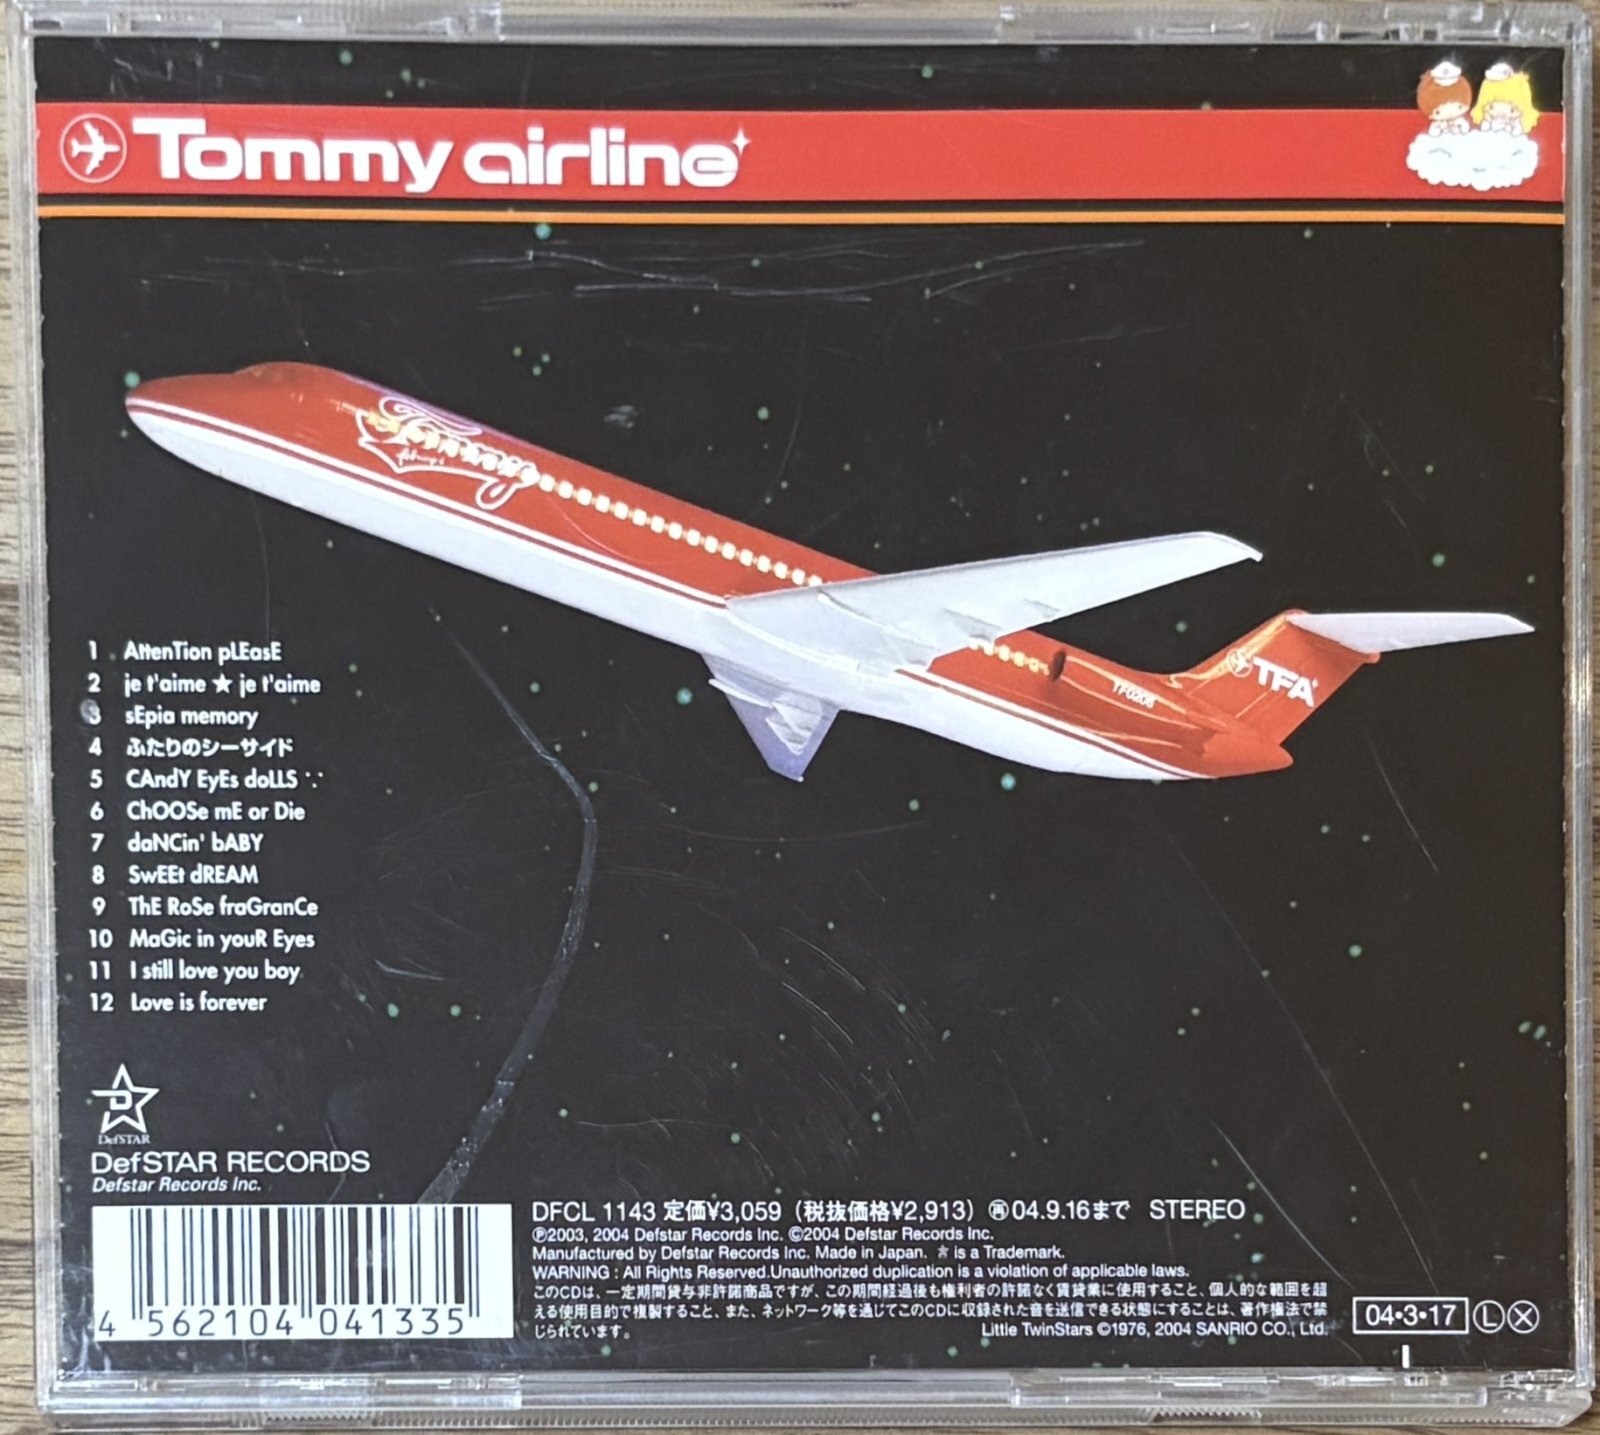 Tommy airline
Tommy
february6
TFA
TF0206
1 AttenTion pLEasE
2 je t'aime ★ je t'aime
3 sEpia memory
4 ふたりのシーサイド
5 CAndY EyEs doLLS ∵
6 ChOOSe mE or Die
7 daNCin' bABY
8 SwEEt dREAM
9 ThE RoSe fraGranCe
10 MaGic in youR Eyes
11 I still love you boy
12 Love is forever
D
DefSTAR
DefSTAR RECORDS
Defstar Records Inc.
4 562104 041335
DFCL 1143 定価¥3,059（税抜価格¥2,913）㊢04.9.16まで STEREO
℗2003, 2004 Defstar Records Inc. ©2004 Defstar Records Inc.
Manufactured by Defstar Records Inc. Made in Japan. ☆ is a Trademark.
WARNING : All Rights Reserved.Unauthorized duplication is a violation of applicable laws.
このCDは、一定期間貸与非許諾商品ですが、この期間経過後も権利者の許諾なく賃貸業に使用すること、個人的な範囲を超
える使用目的で複製すること、また、ネットワーク等を通じてこのCDに収録された音を送信できる状態にすることは、著作権法で禁
じられています。
Little TwinStars ©1976, 2004 SANRIO CO., Ltd.
04•3•17 Ⓛ Ⓧ